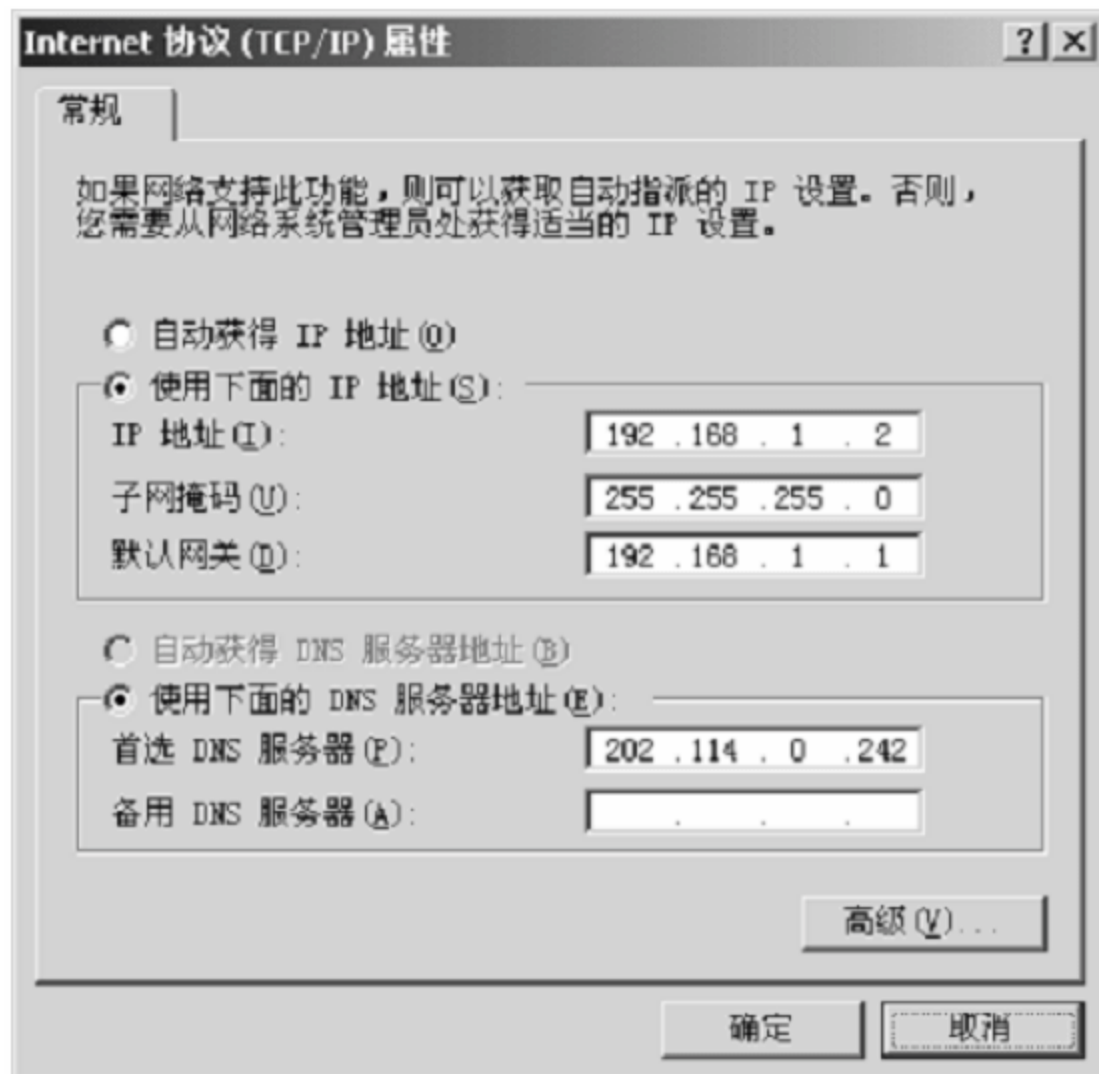 Internet 协议 (TCP/IP) 属性
常规
如果网络支持此功能，则可以获取自动指派的 IP 设置。否则，
您需要从网络系统管理员处获得适当的 IP 设置。
自动获得 IP 地址(O)
使用下面的 IP 地址(S):
IP 地址(I): 192 .168 . 1 . 2
子网掩码(U): 255 .255 .255 . 0
默认网关(D): 192 .168 . 1 . 1
自动获得 DNS 服务器地址(B)
使用下面的 DNS 服务器地址(E):
首选 DNS 服务器(P): 202 .114 . 0 .242
备用 DNS 服务器(A): . . .
高级(V)...
确定 取消